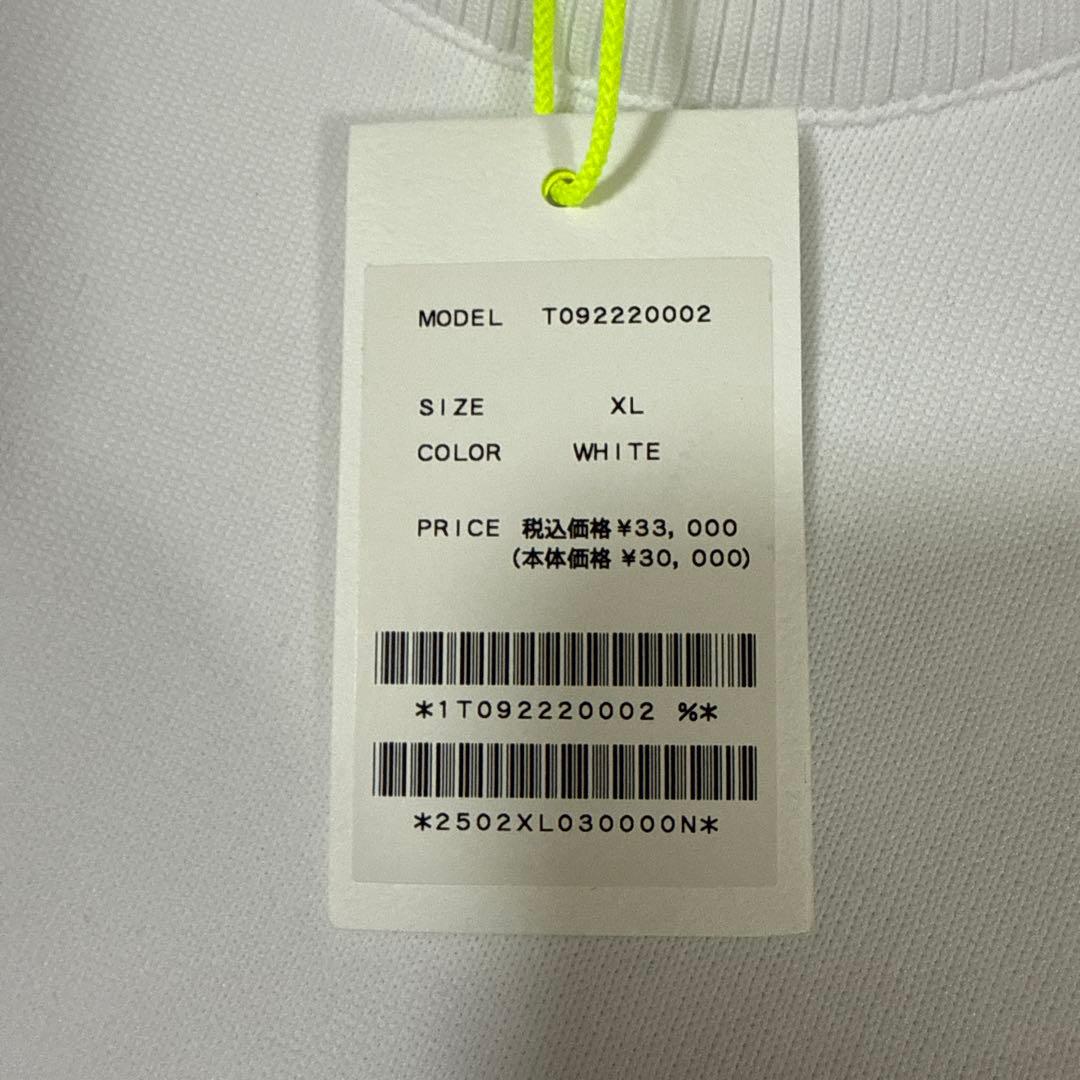 MODEL T092220002
SIZE XL
COLOR WHITE
PRICE 税込価格 ¥33, 000
(本体価格 ¥30, 000)
*1T092220002 %*
*2502XL030000N*